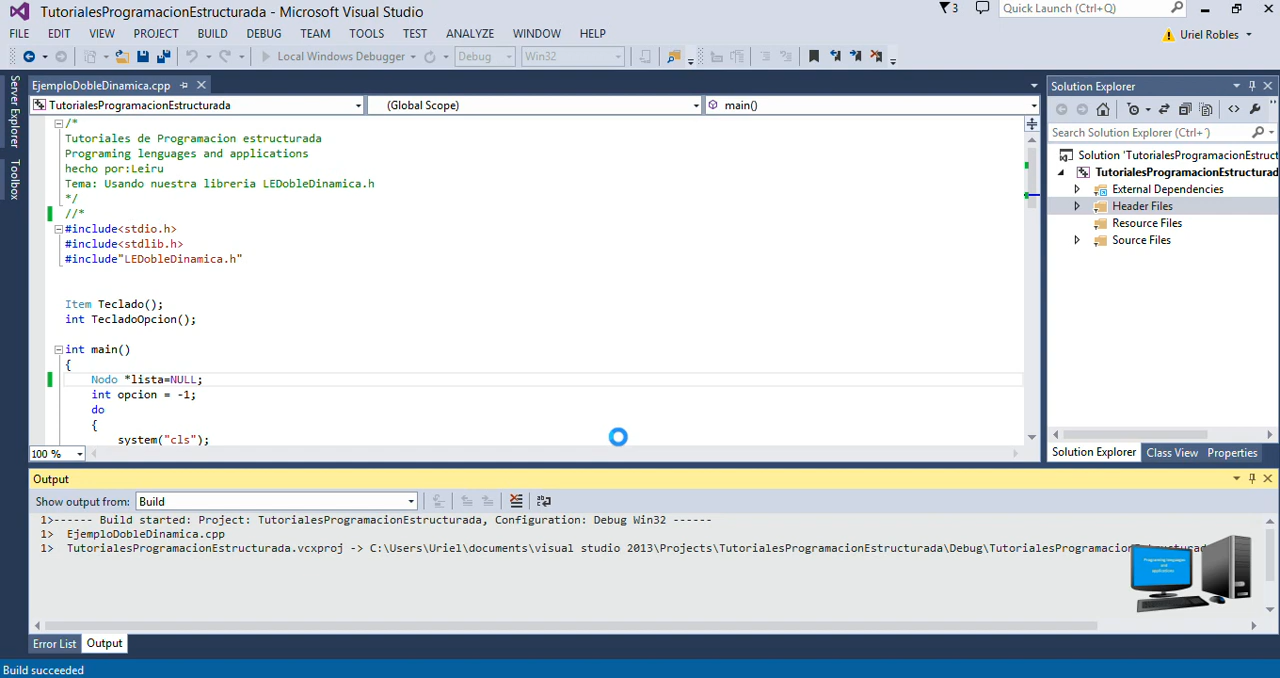 TutorialesProgramacionEstructurada - Microsoft Visual Studio
3
Quick Launch (Ctrl+Q)
FILE EDIT VIEW PROJECT BUILD DEBUG TEAM TOOLS TEST ANALYZE WINDOW HELP
Uriel Robles
Local Windows Debugger Debug Win32
Server Explorer
Toolbox
EjemploDobleDinamica.cpp
TutorialesProgramacionEstructurada (Global Scope) main()
/*
Tutoriales de Programacion estructurada
Programing lenguages and applications
hecho por:Leiru
Tema: Usando nuestra libreria LEDobleDinamica.h
*/
//*
#include<stdio.h>
#include<stdlib.h>
#include"LEDobleDinamica.h"
Item Teclado();
int TecladoOpcion();
int main()
{
Nodo *lista=NULL;
int opcion = -1;
do
{
system("cls");
100 %
Solution Explorer
Search Solution Explorer (Ctrl+´)
Solution 'TutorialesProgramacionEstruct
TutorialesProgramacionEstructurad
External Dependencies
Header Files
Resource Files
Source Files
Solution Explorer Class View Properties
Output
Show output from: Build
1>------ Build started: Project: TutorialesProgramacionEstructurada, Configuration: Debug Win32 ------
1> EjemploDobleDinamica.cpp
1> TutorialesProgramacionEstructurada.vcxproj -> C:\Users\Uriel\documents\visual studio 2013\Projects\TutorialesProgramacionEstructurada\Debug\TutorialesProgramacion
Programing lenguages
and
applications
Error List Output
Build succeeded